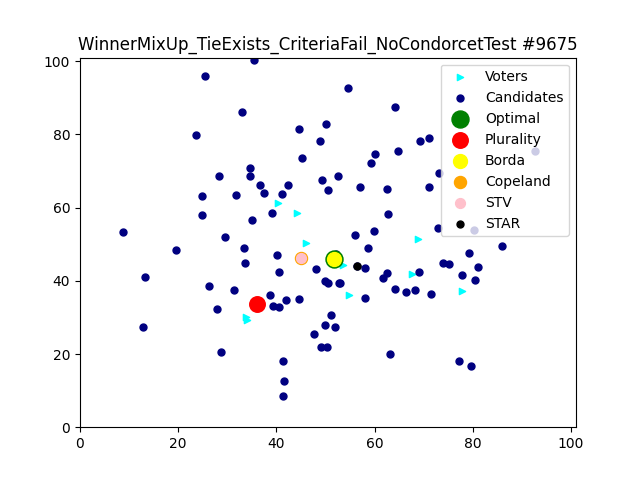 WinnerMixUp_TieExists_CriteriaFail_NoCondorcetTest #9675
100
80
60
40
20
0
0 20 40 60 80 100
Voters
Candidates
Optimal
Plurality
Borda
Copeland
STV
STAR